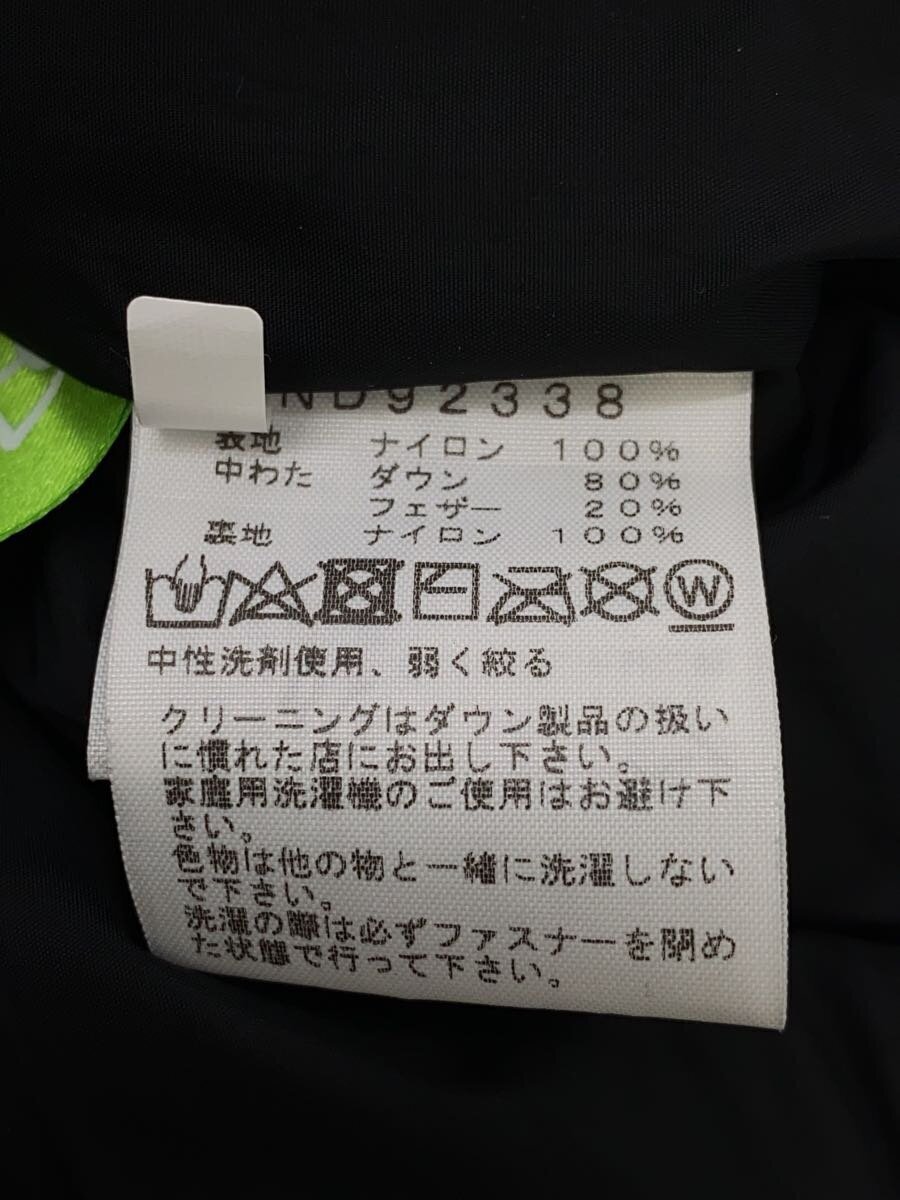 ND92338
表地 ナイロン 100%
中わた ダウン 80%
フェザー 20%
裏地 ナイロン 100%
W
中性洗剤使用、弱く絞る
クリーニングはダウン製品の扱い
に慣れた店にお出し下さい。
家庭用洗濯機のご使用はお避け下
さい。
色物は他の物と一緒に洗濯しない
で下さい。
洗濯の際は必ずファスナーを閉め
た状態で行って下さい。